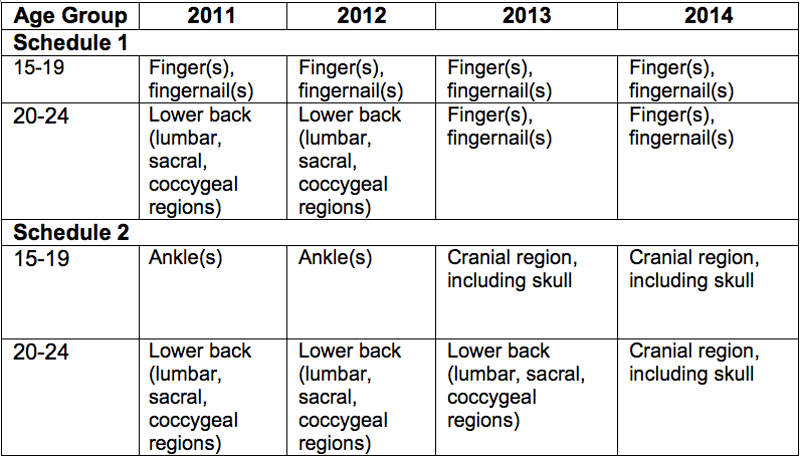 Age Group 2011 2012 2013 2014
Schedule 1
15-19 Finger(s), Finger(s), Finger(s), Finger(s),
fingernail(s) fingernail(s) fingernail(s) fingernail(s)
20-24 Lower back Lower back Finger(s), Finger(s),
(lumbar, (lumbar, fingernail(s) fingernail(s)
sacral, sacral,
coccygeal coccygeal
regions) regions)
Schedule 2
15-19 Ankle(s) Ankle(s) Cranial region, Cranial region,
including skull including skull
20-24 Lower back Lower back Lower back Cranial region,
(lumbar, (lumbar, (lumbar, sacral, including skull
sacral, sacral, coccygeal
coccygeal coccygeal regions)
regions) regions)